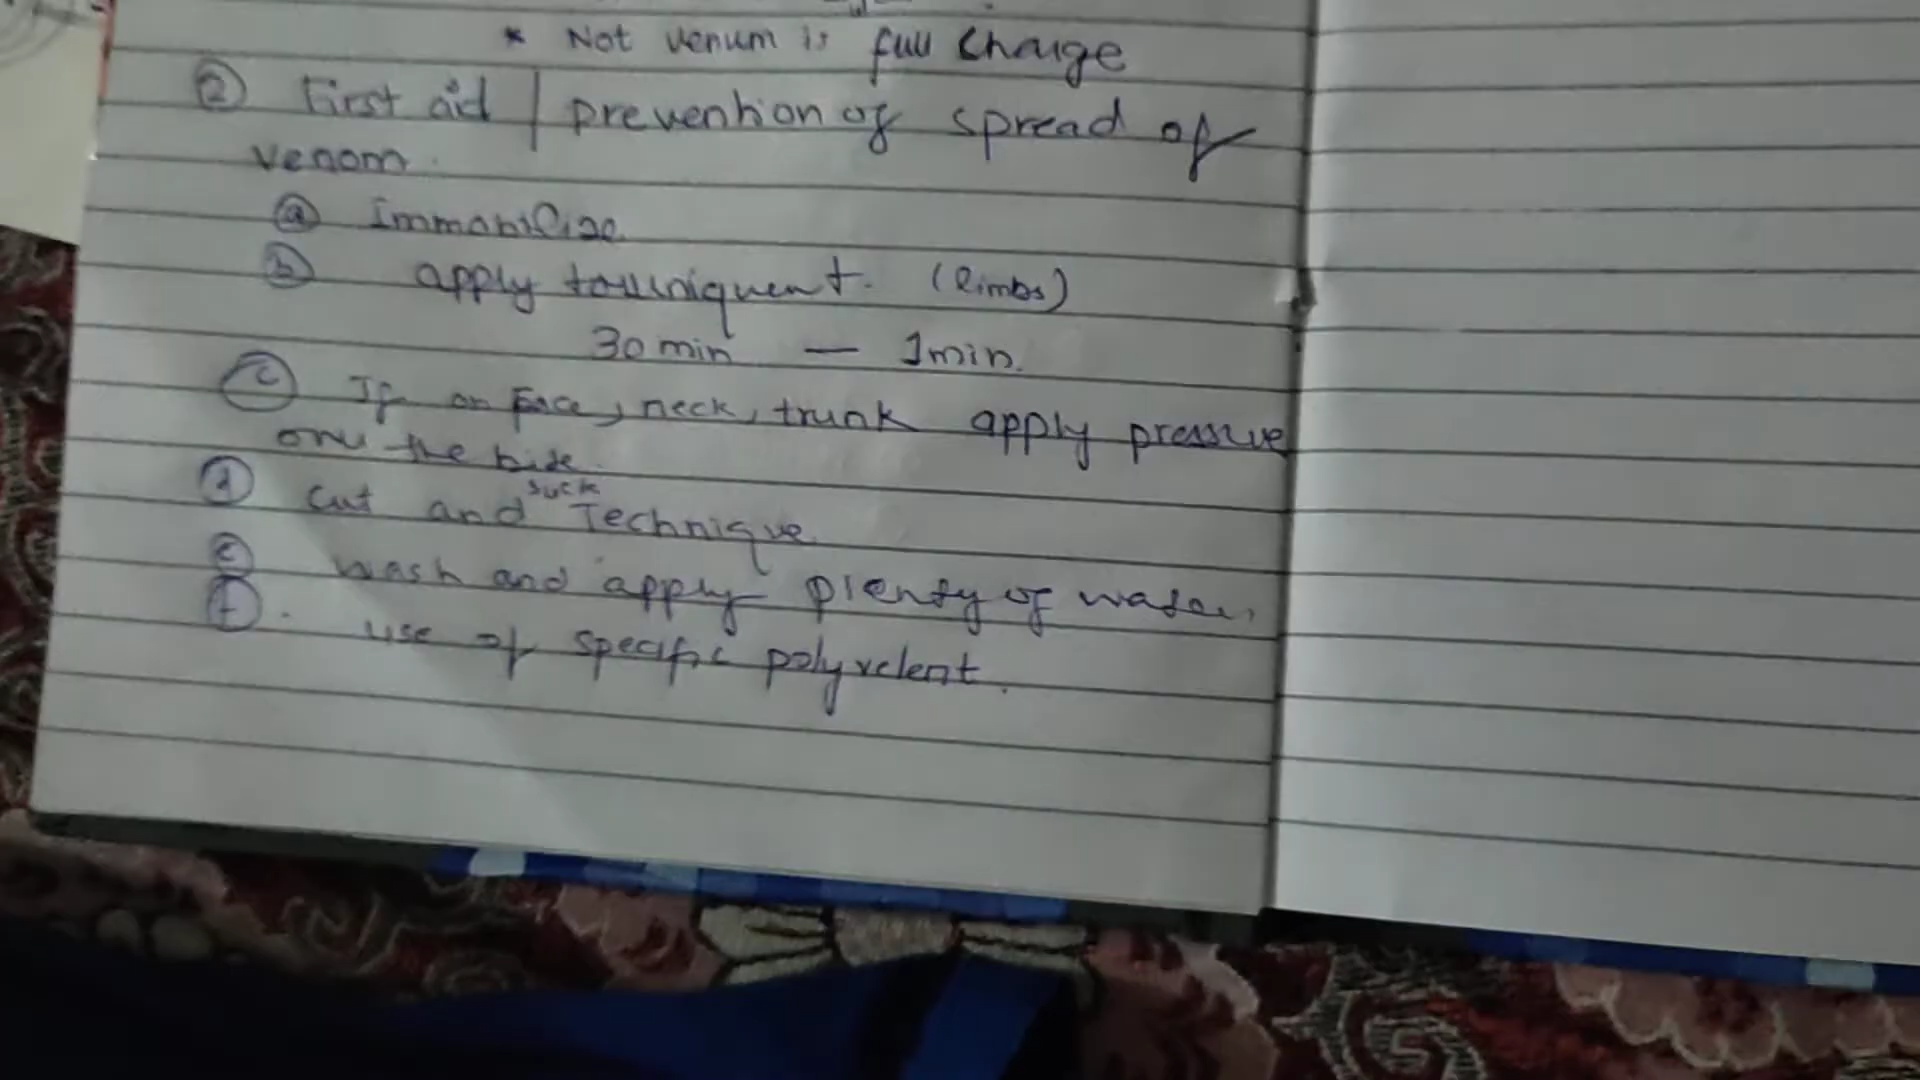 * Not venum is full charge
② First aid / prevention of spread of
venom.
ⓐ Immobilize
ⓑ apply touuniquent. (limbs)
30 min — 1min.
ⓒ If on Face, neck, trunk apply pressure
over the bite.
ⓓ cut and suck Technique.
ⓔ wash and apply plenty of water.
ⓕ. use of specific polyvelent.